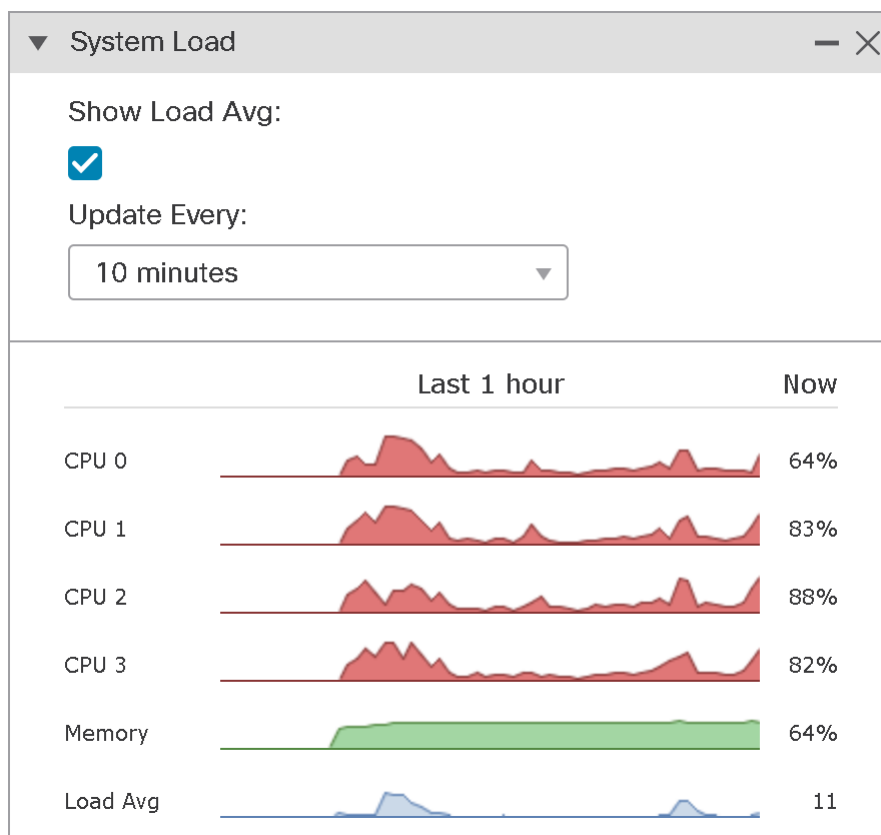 System Load
Show Load Avg:
Update Every:
10 minutes
Last 1 hour Now
CPU 0 64%
CPU 1 83%
CPU 2 88%
CPU 3 82%
Memory 64%
Load Avg 11